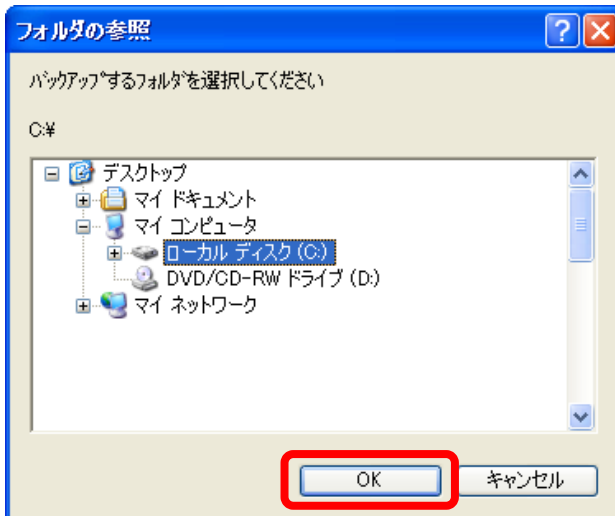 フォルダの参照
バックアップするフォルダを選択してください
C:¥
デスクトップ
マイ ドキュメント
マイ コンピュータ
ローカル ディスク (C:)
DVD/CD-RW ドライブ (D:)
マイ ネットワーク
OK キャンセル